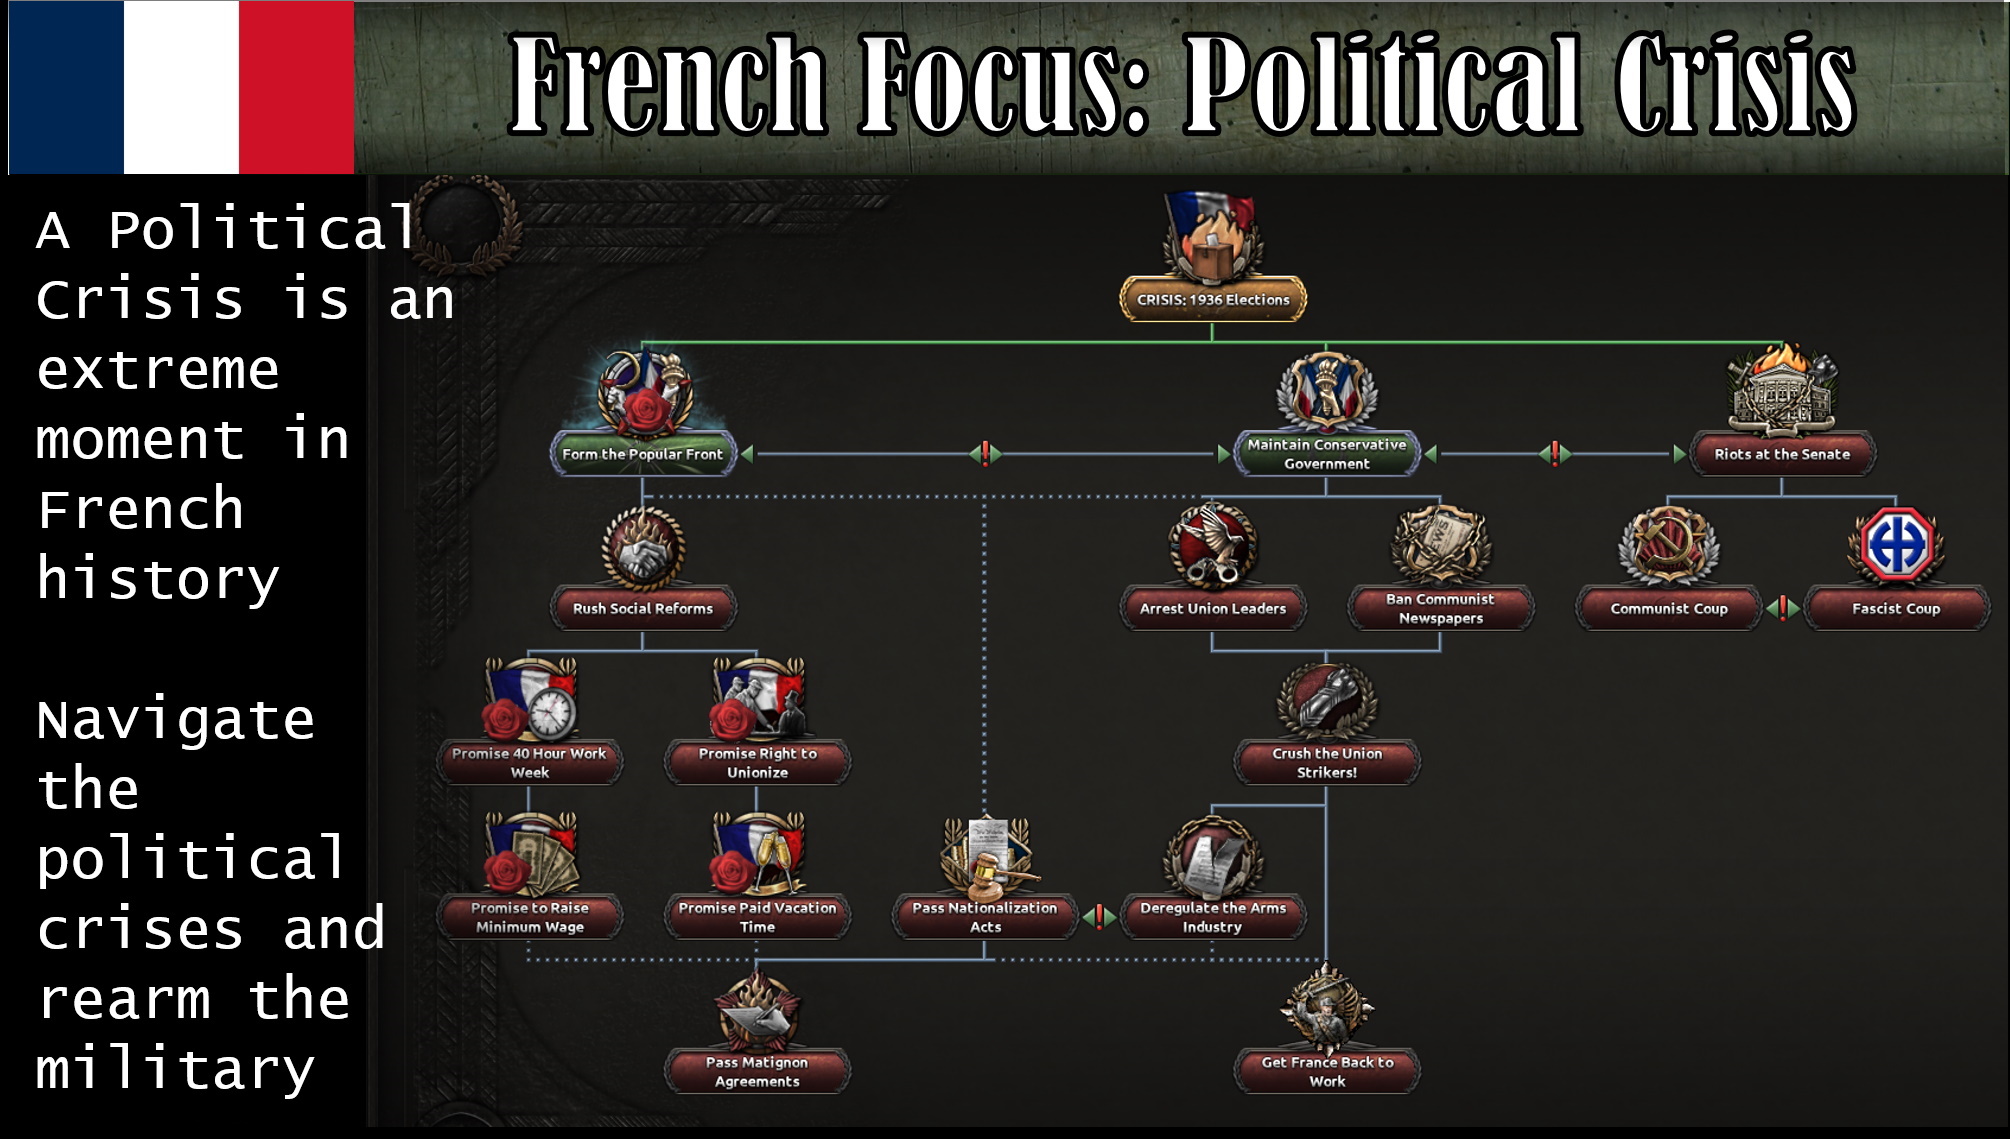 French Focus: Political Crisis
A Political
Crisis is an
extreme
moment in
French
history
Navigate
the
political
crises and
rearm the
military
CRISIS: 1936 Elections
Form the Popular Front
Maintain Conservative
Government
Riots at the Senate
Rush Social Reforms
Arrest Union Leaders
Ban Communist
Newspapers
Communist Coup
Fascist Coup
Promise 40 Hour Work
Week
Promise Right to
Unionize
Crush the Union
Strikers!
Promise to Raise
Minimum Wage
Promise Paid Vacation
Time
Pass Nationalization
Acts
Deregulate the Arms
Industry
Pass Matignon
Agreements
Get France Back to
Work